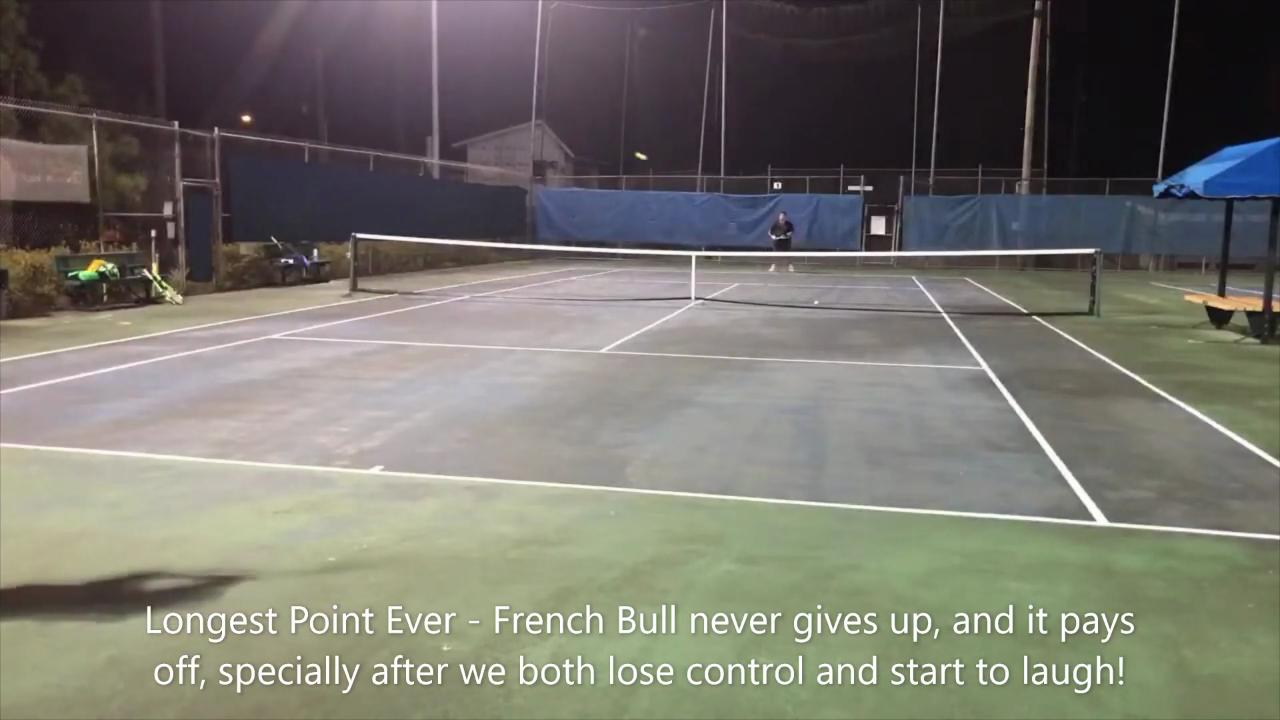 Longest Point Ever - French Bull never gives up, and it pays
off, specially after we both lose control and start to laugh!